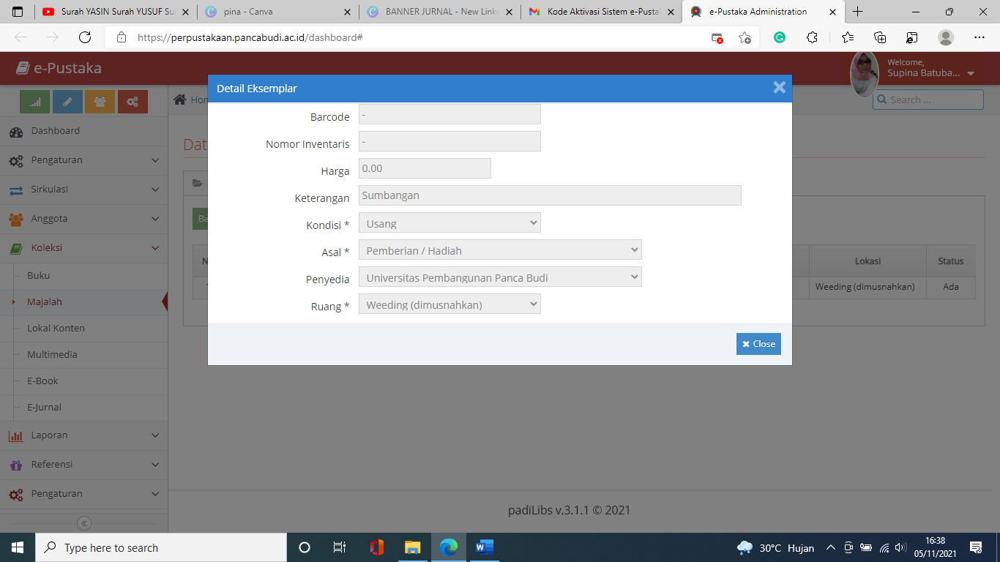 Surah YASIN Surah YUSUF Su
pina - Canva
BANNER JURNAL - New Link
Kode Aktivasi Sistem e-Pusta
e-Pustaka Administration
https://perpustakaan.pancabudi.ac.id/dashboard#
e-Pustaka
Welcome,
Supina Batuba...
Detail Eksemplar
Hom
Search ...
Dashboard
Pengaturan
Sirkulasi
Anggota
Koleksi
Buku
Majalah
Lokal Konten
Multimedia
E-Book
E-Jurnal
Laporan
Referensi
Pengaturan
Dat
Ba
N
Barcode -
Nomor Inventaris -
Harga 0.00
Keterangan Sumbangan
Kondisi * Usang
Asal * Pemberian / Hadiah
Penyedia Universitas Pembangunan Panca Budi
Ruang * Weeding (dimusnahkan)
Close
Lokasi Status
Weeding (dimusnahkan) Ada
padiLibs v.3.1.1 © 2021
Type here to search
30°C Hujan
16:38
05/11/2021